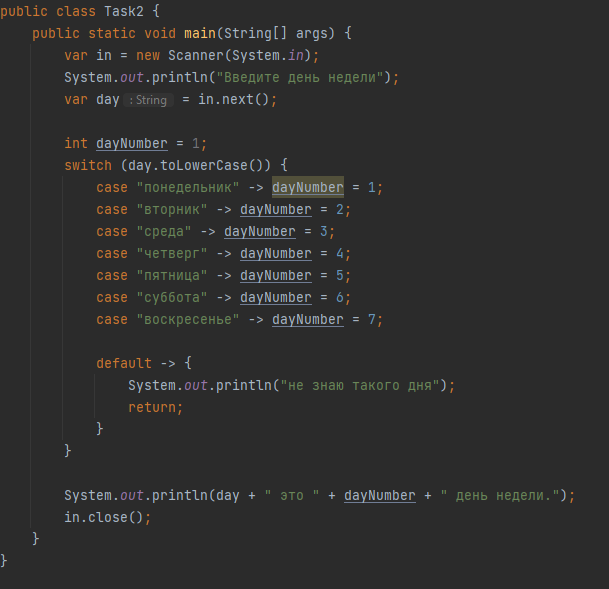 public class Task2 {
public static void main(String[] args) {
var in = new Scanner(System.in);
System.out.println("Введите день недели");
var day : String = in.next();
int dayNumber = 1;
switch (day.toLowerCase()) {
case "понедельник" -> dayNumber = 1;
case "вторник" -> dayNumber = 2;
case "среда" -> dayNumber = 3;
case "четверг" -> dayNumber = 4;
case "пятница" -> dayNumber = 5;
case "суббота" -> dayNumber = 6;
case "воскресенье" -> dayNumber = 7;
default -> {
System.out.println("не знаю такого дня");
return;
}
}
System.out.println(day + " это " + dayNumber + " день недели.");
in.close();
}
}